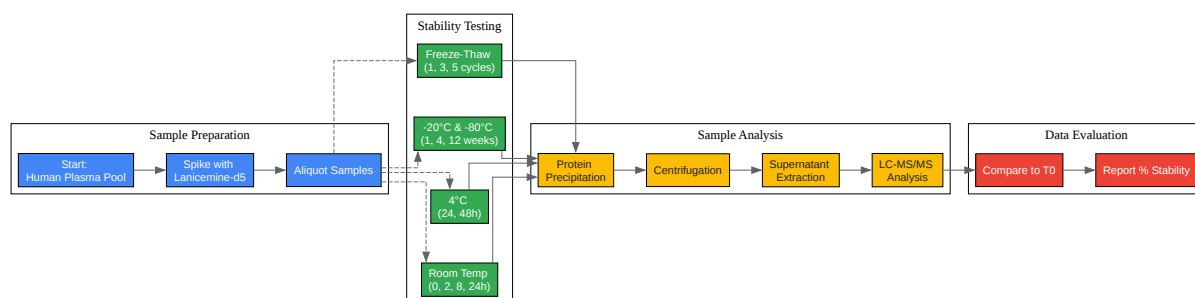 Stability Testing
Freeze-Thaw
(1, 3, 5 cycles)
-20°C & -80°C
(1, 4, 12 weeks)
4°C
(24, 48h)
Room Temp
(0, 2, 8, 24h)
Sample Preparation
Start:
Human Plasma Pool
Spike with
Lanicemine-d5
Aliquot Samples
Sample Analysis
Protein
Precipitation
Centrifugation
Supernatant
Extraction
LC-MS/MS
Analysis
Data Evaluation
Compare to T0
Report % Stability